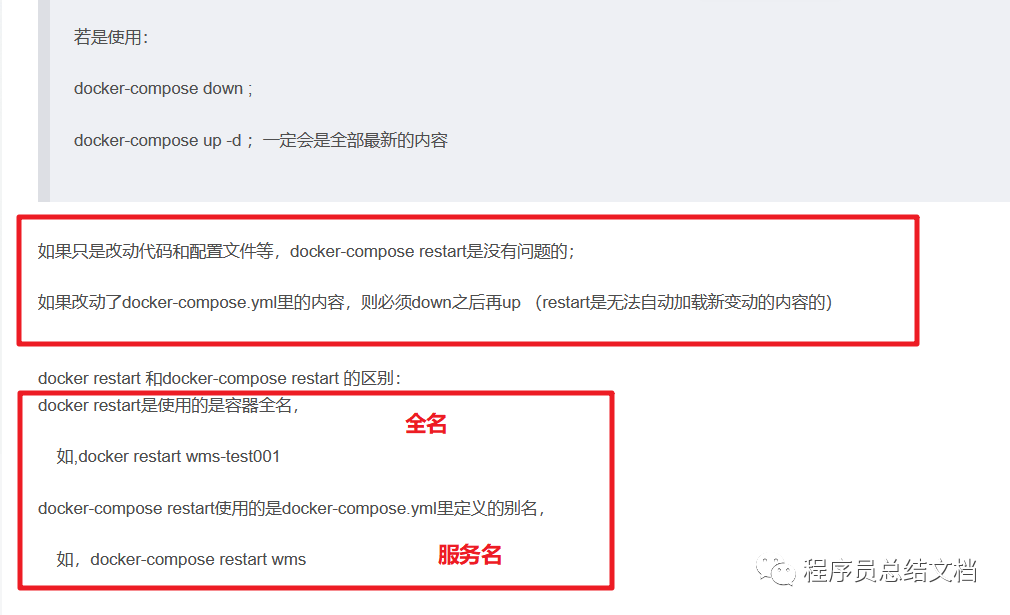 若是使用：
docker-compose down ;
docker-compose up -d ；一定会是全部最新的内容
如果只是改动代码和配置文件等，docker-compose restart是没有问题的；
如果改动了docker-compose.yml里的内容，则必须down之后再up （restart是无法自动加载新变动的内容的）
docker restart 和docker-compose restart 的区别：
docker restart是使用的是容器全名，
全名
如,docker restart wms-test001
docker-compose restart使用的是docker-compose.yml里定义的别名，
服务名
如，docker-compose restart wms
程序员总结文档